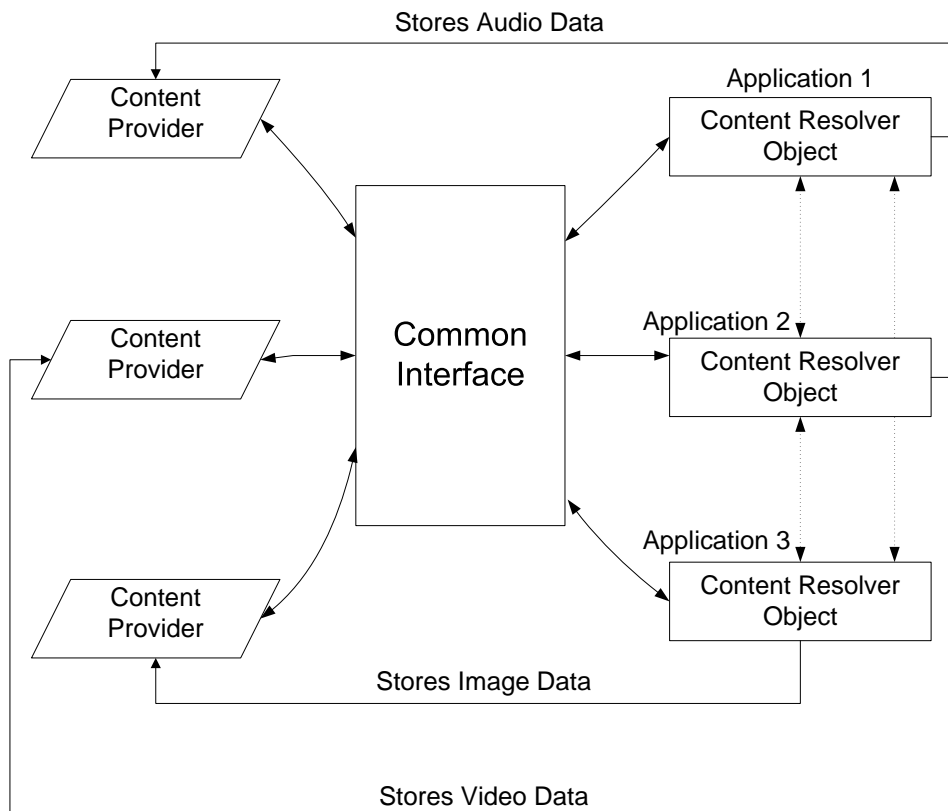 Stores Audio Data
Application 1
Content
Provider
Content Resolver
Object
Application 2
Content
Provider
Common
Interface
Content Resolver
Object
Application 3
Content
Provider
Content Resolver
Object
Stores Image Data
Stores Video Data